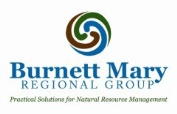 Burnett Mary
REGIONAL GROUP
Practical Solutions for Natural Resource Management